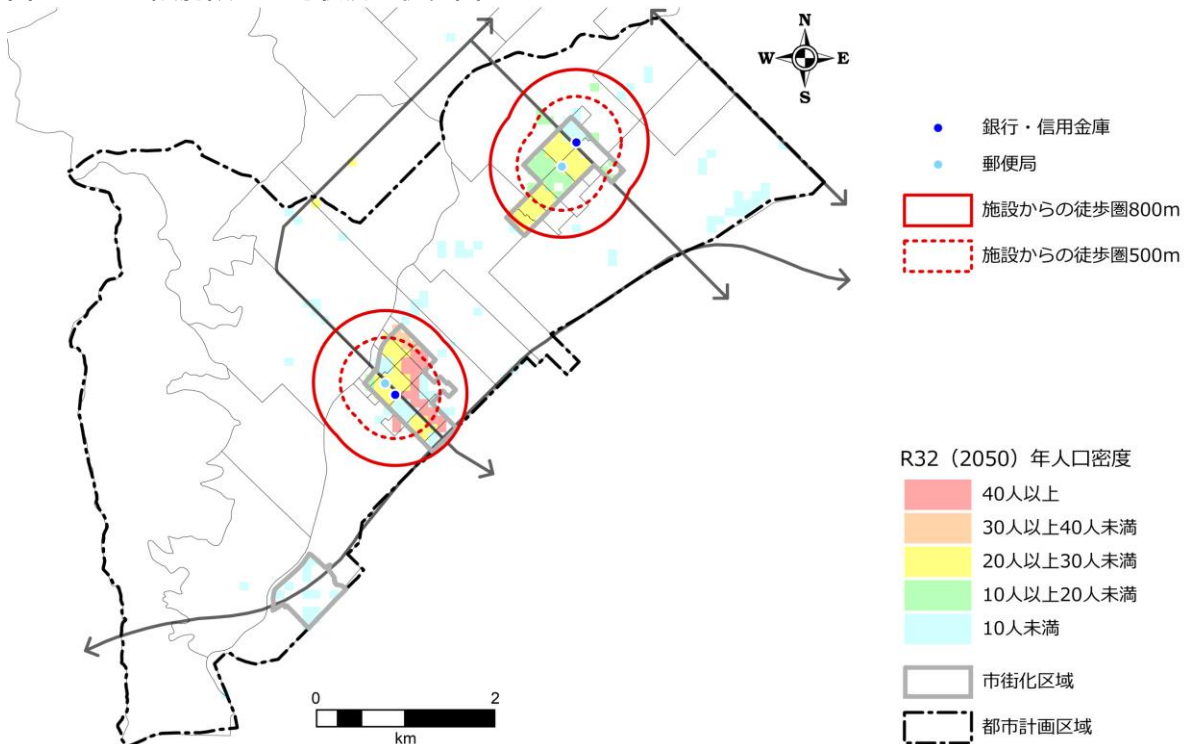 N
W E
S
銀行・信用金庫
郵便局
施設からの徒歩圏800m
施設からの徒歩圏500m
R32（2050）年人口密度
40人以上
30人以上40人未満
20人以上30人未満
10人以上20人未満
10人未満
市街化区域
都市計画区域
0 2
km